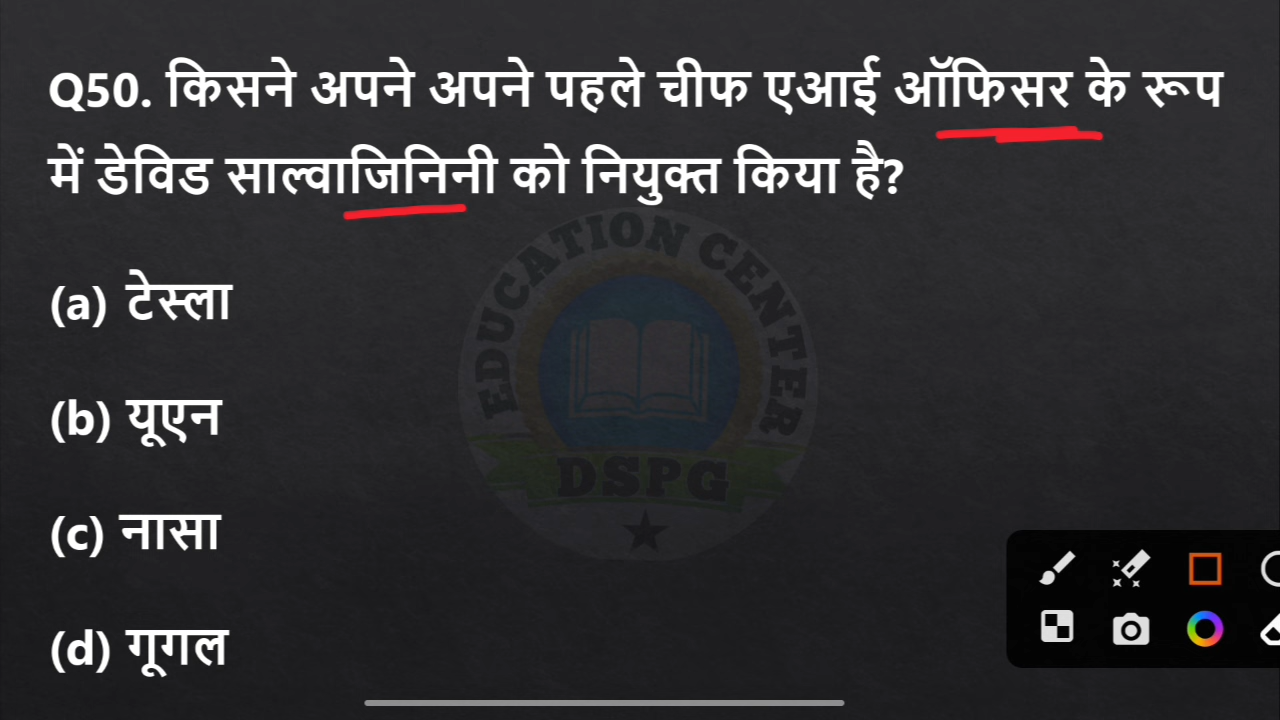 Q50. किसने अपने अपने पहले चीफ एआई ऑफिसर के रूप
में डेविड साल्वाजिनिनी को नियुक्त किया है?
(a) टेस्ला
(b) यूएन
(c) नासा
(d) गूगल
EDUCATION CENTER
DSPG